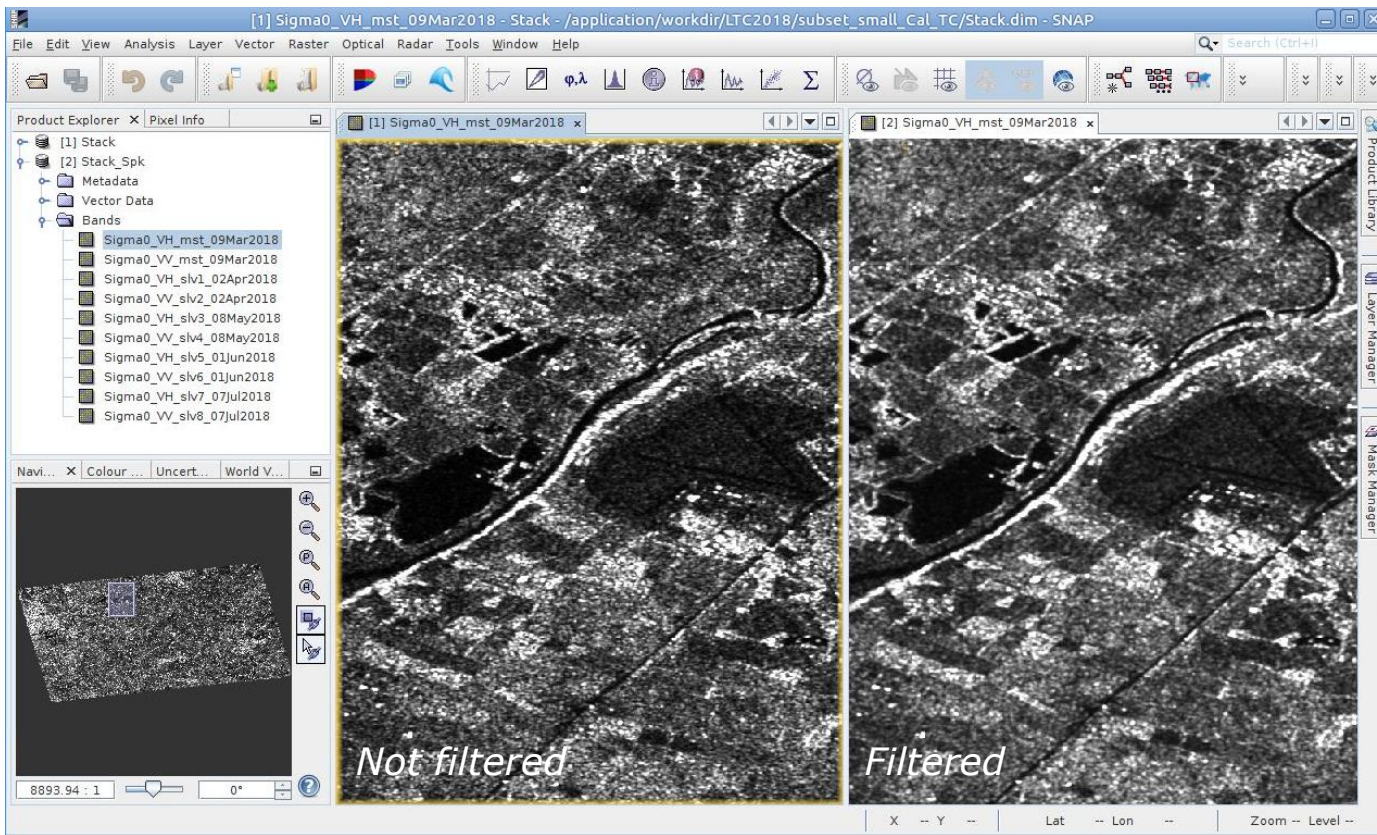 [1] Sigma0_VH_mst_09Mar2018 - Stack - /application/workdir/LTC2018/subset_small_Cal_TC/Stack.dim - SNAP
File Edit View Analysis Layer Vector Raster Optical Radar Tools Window Help
Search (Ctrl+I)
φ,λ Σ
Product Explorer X Pixel Info
[1] Sigma0_VH_mst_09Mar2018 x
[2] Sigma0_VH_mst_09Mar2018 x
[1] Stack
[2] Stack_Spk
Metadata
Vector Data
Bands
Sigma0_VH_mst_09Mar2018
Sigma0_VV_mst_09Mar2018
Sigma0_VH_slv1_02Apr2018
Sigma0_VV_slv2_02Apr2018
Sigma0_VH_slv3_08May2018
Sigma0_VV_slv4_08May2018
Sigma0_VH_slv5_01Jun2018
Sigma0_VV_slv6_01Jun2018
Sigma0_VH_slv7_07Jul2018
Sigma0_VV_slv8_07Jul2018
Product Library
Layer Manager
Mask Manager
Navi... X Colour ... Uncert... World V...
8893.94 : 1 0°
Not filtered
Filtered
X -- Y -- Lat -- Lon -- Zoom -- Level --